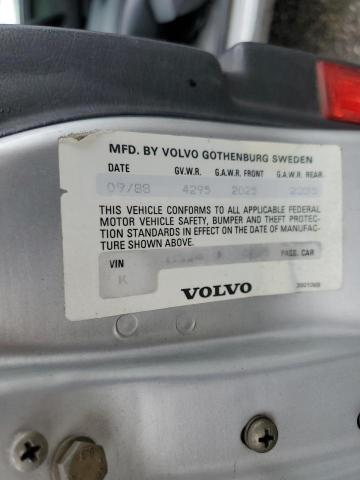 MFD. BY VOLVO GOTHENBURG SWEDEN
DATE G.V.W.R. G.A.W.R. FRONT G.A.W.R. REAR
09/88 4295 2025
THIS VEHICLE CONFORMS TO ALL APPLICABLE FEDERAL
MOTOR VEHICLE SAFETY, BUMPER AND THEFT PROTEC-
TION STANDARDS IN EFFECT ON THE DATE OF MANUFAC-
TURE SHOWN ABOVE.
VIN PASS. CAR
K
VOLVO